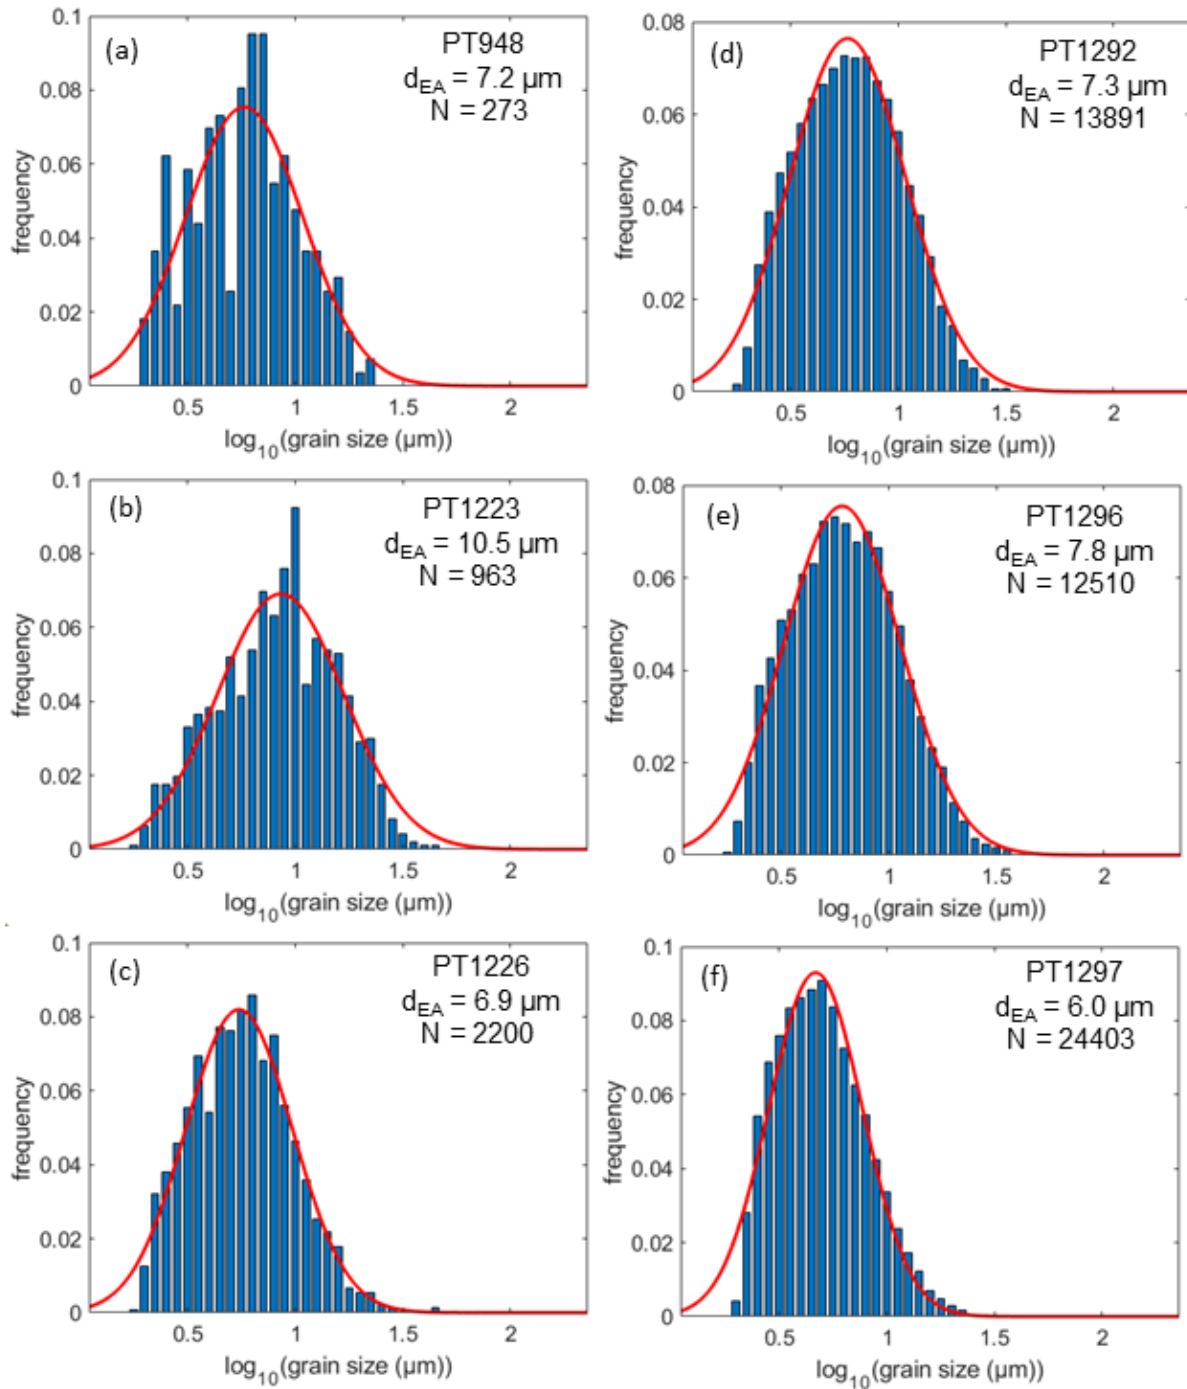 (a)
PT948
d_EA = 7.2 µm
N = 273
0.1
0.08
0.06
0.04
0.02
0
frequency
0.5
1
1.5
2
log10(grain size (µm))
(d)
PT1292
d_EA = 7.3 µm
N = 13891
0.08
0.06
0.04
0.02
0
frequency
0.5
1
1.5
2
log10(grain size (µm))
(b)
PT1223
d_EA = 10.5 µm
N = 963
0.1
0.08
0.06
0.04
0.02
0
frequency
0.5
1
1.5
2
log10(grain size (µm))
(e)
PT1296
d_EA = 7.8 µm
N = 12510
0.08
0.06
0.04
0.02
0
frequency
0.5
1
1.5
2
log10(grain size (µm))
(c)
PT1226
d_EA = 6.9 µm
N = 2200
0.1
0.08
0.06
0.04
0.02
0
frequency
0.5
1
1.5
2
log10(grain size (µm))
(f)
PT1297
d_EA = 6.0 µm
N = 24403
0.1
0.08
0.06
0.04
0.02
0
frequency
0.5
1
1.5
2
log10(grain size (µm))